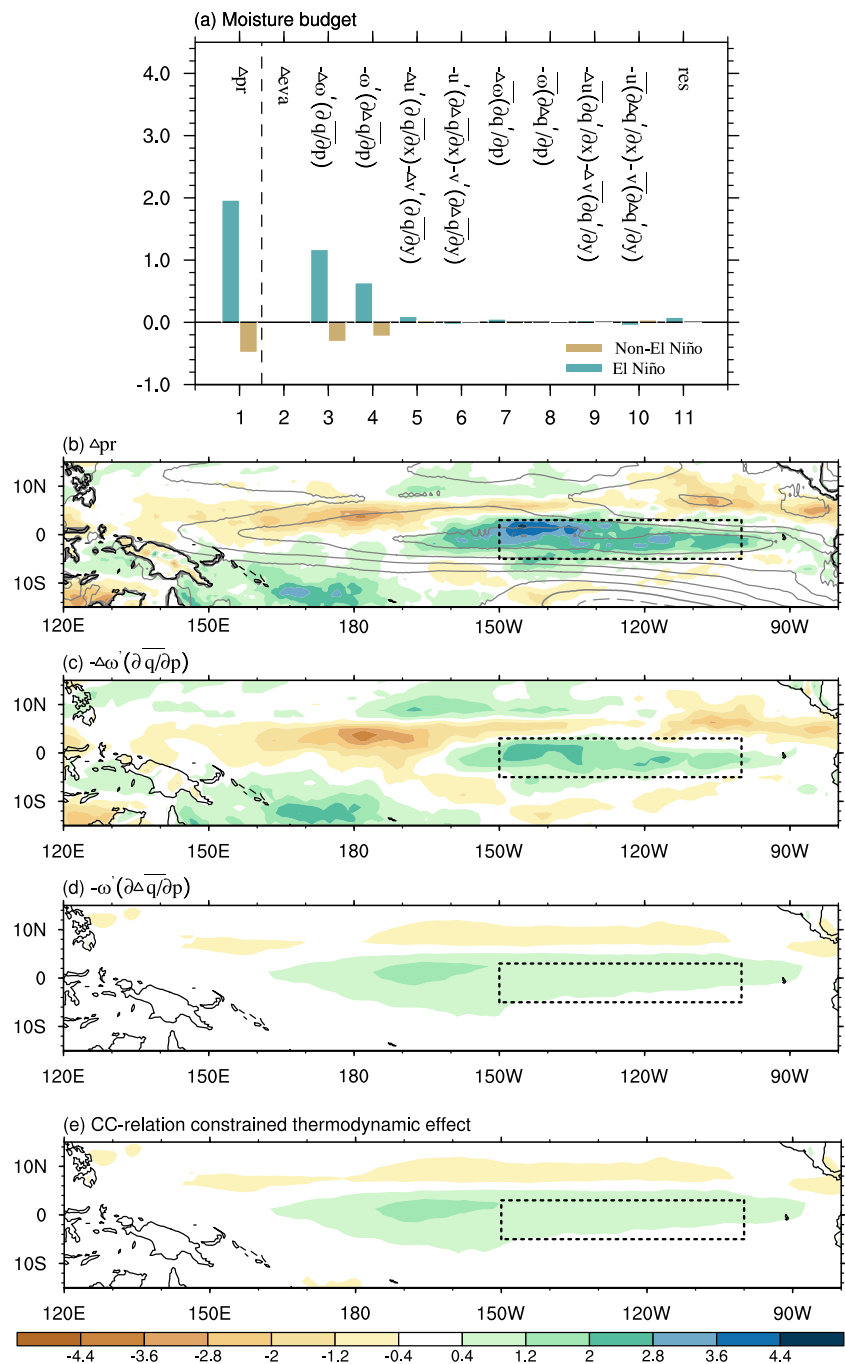 (a) Moisture budget
4.0
3.0
2.0
1.0
0.0
-1.0
Δpr
Δeva
-Δω'(∂q̅/∂p)
-ω'(∂Δq̅/∂p)
-Δu'(∂q̅/∂x)-Δv'(∂q̅/∂y)
-u'(∂Δq̅/∂x)-v'(∂Δq̅/∂y)
-Δω̅(∂q'/∂p)
-ω̅(∂Δq'/∂p)
-Δu̅(∂q'/∂x)-Δv̅(∂q'/∂y)
-u̅(∂Δq'/∂x)-v̅(∂Δq'/∂y)
res
Non-El Niño
El Niño
1 2 3 4 5 6 7 8 9 10 11
(b) Δpr
10N
0
10S
120E 150E 180 150W 120W 90W
(c) -Δω'(∂q̅/∂p)
10N
0
10S
120E 150E 180 150W 120W 90W
(d) -ω'(∂Δq̅/∂p)
10N
0
10S
120E 150E 180 150W 120W 90W
(e) CC-relation constrained thermodynamic effect
10N
0
10S
120E 150E 180 150W 120W 90W
-4.4 -3.6 -2.8 -2 -1.2 -0.4 0.4 1.2 2 2.8 3.6 4.4